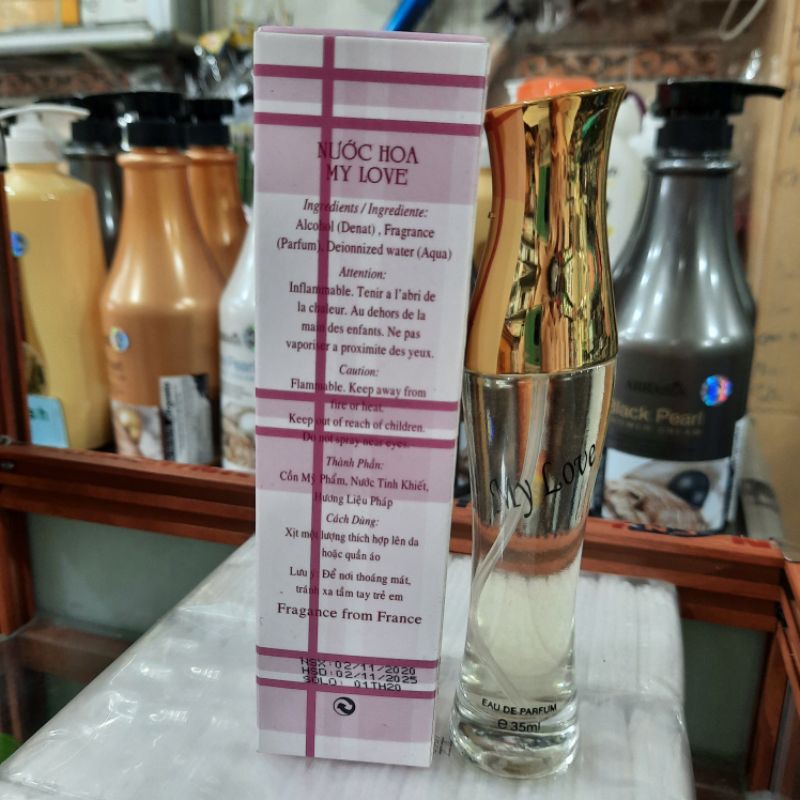 NƯỚC HOA
MY LOVE
Ingredients / Ingrediente:
Alcohol (Denat) , Fragrance
(Parfum), Deionnized water (Aqua)
Attention:
Inflammable. Tenir a l'abri de
la chaleur. Au dehors de la
main des enfants. Ne pas
vaporiser a proximite des yeux.
Caution:
Flammable. Keep away from
fire or heat.
Keep out of reach of children.
Do not spray near eyes.
Thành Phần:
Cồn Mỹ Phẩm, Nước Tinh Khiết,
Hương Liệu Pháp
Cách Dùng:
Xịt một lượng thích hợp lên da
hoặc quần áo
Lưu ý: Để nơi thoáng mát,
tránh xa tầm tay trẻ em
Fragance from France
NSX:02/11/2020
HSD:02/11/2025
SOLO: 01TH20
My Love
EAU DE PARFUM
e 35ml
Black Pearl